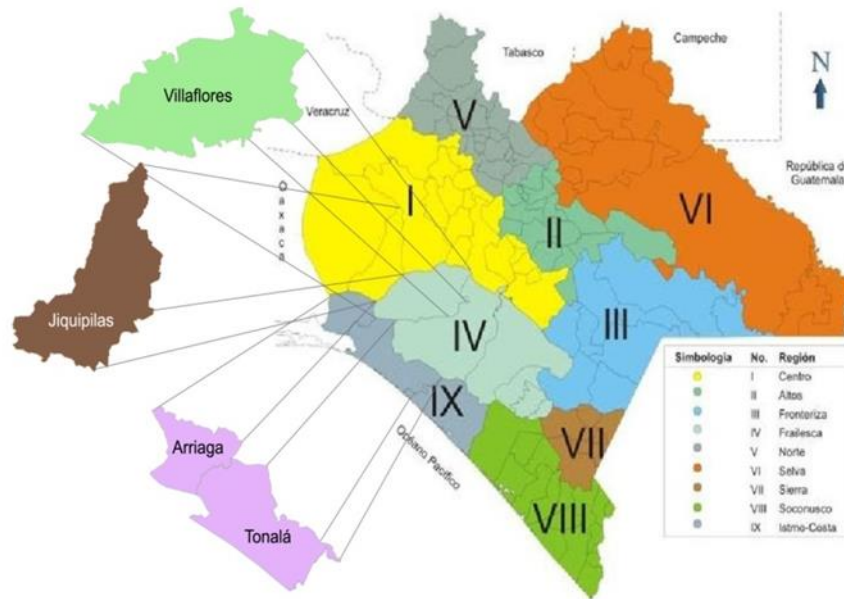 Villaflores
Jiquipilas
Arriaga
Tonalá
Tabasco
Campeche
N
Veracruz
República d
Guatemala
Oaxaca
V
I
II
VI
III
IV
IX
VII
VIII
Océano Pacífico
Simbología No. Región
I Centro
II Altos
III Fronteriza
IV Frailesca
V Norte
VI Selva
VII Sierra
VIII Soconusco
IX Istmo-Costa